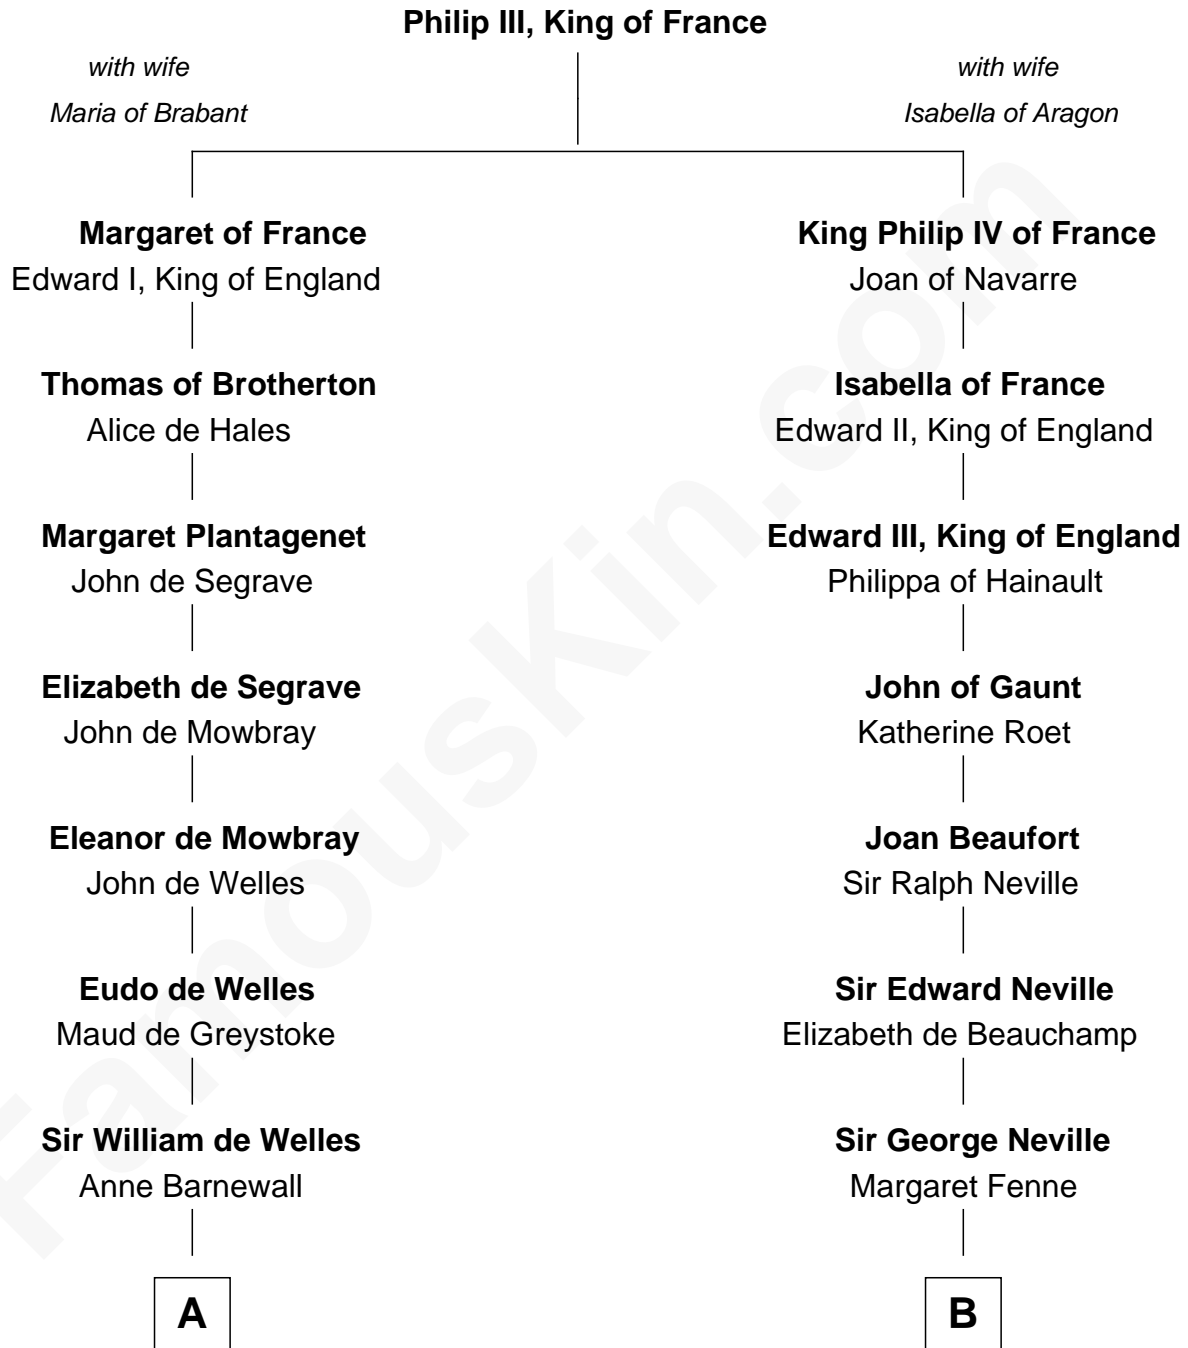 Philip III, King of France
with wife
Maria of Brabant
with wife
Isabella of Aragon
Margaret of France
Edward I, King of England
King Philip IV of France
Joan of Navarre
Thomas of Brotherton
Alice de Hales
Isabella of France
Edward II, King of England
Margaret Plantagenet
John de Segrave
Edward III, King of England
Philippa of Hainault
Elizabeth de Segrave
John de Mowbray
John of Gaunt
Katherine Roet
Eleanor de Mowbray
John de Welles
Joan Beaufort
Sir Ralph Neville
Eudo de Welles
Maud de Greystoke
Sir Edward Neville
Elizabeth de Beauchamp
Sir William de Welles
Anne Barnewall
Sir George Neville
Margaret Fenne
A
B
FamousKin.com